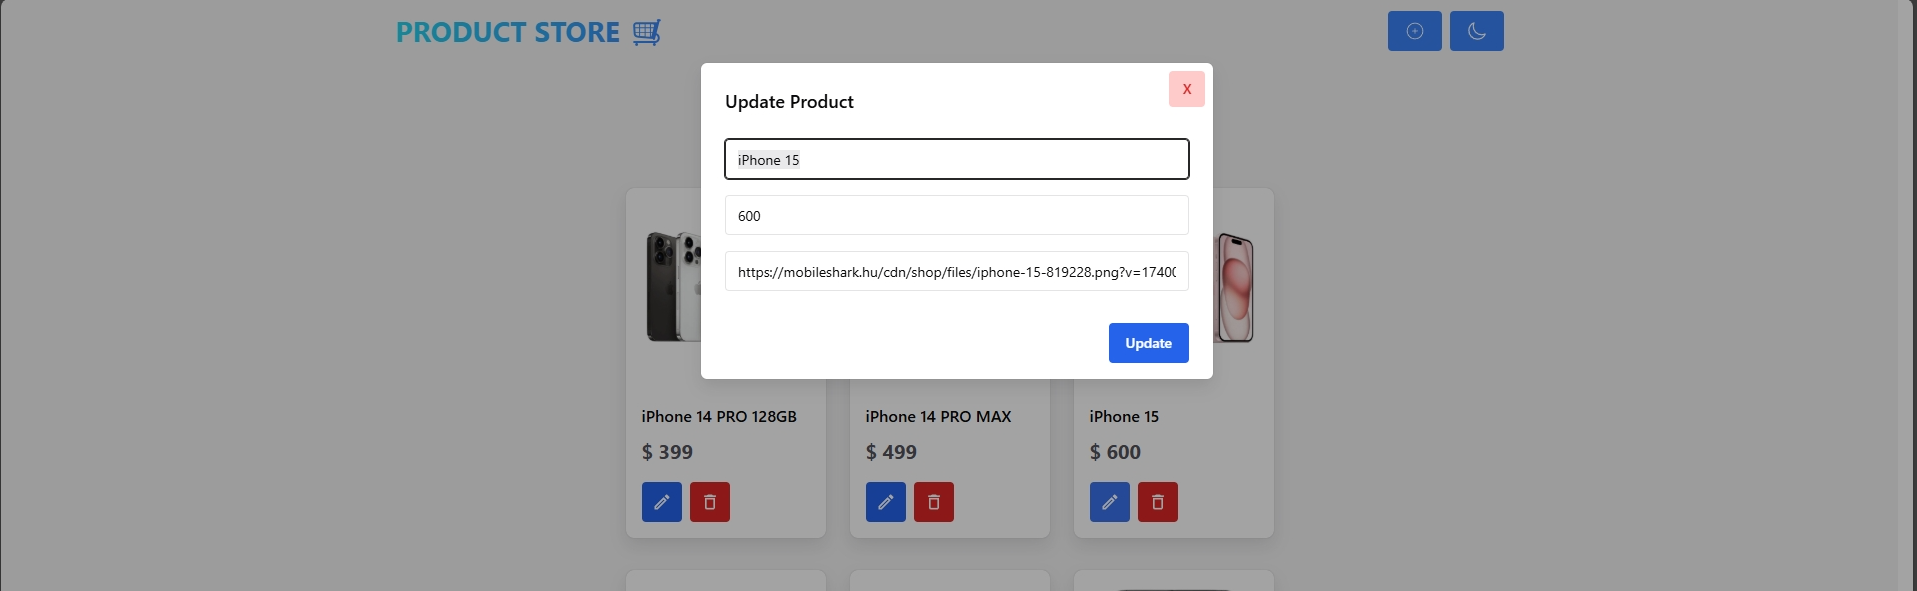 PRODUCT STORE
Update Product
X
iPhone 15
600
https://mobileshark.hu/cdn/shop/files/iphone-15-819228.png?v=1740
Update
iPhone 14 PRO 128GB
$ 399
iPhone 14 PRO MAX
$ 499
iPhone 15
$ 600